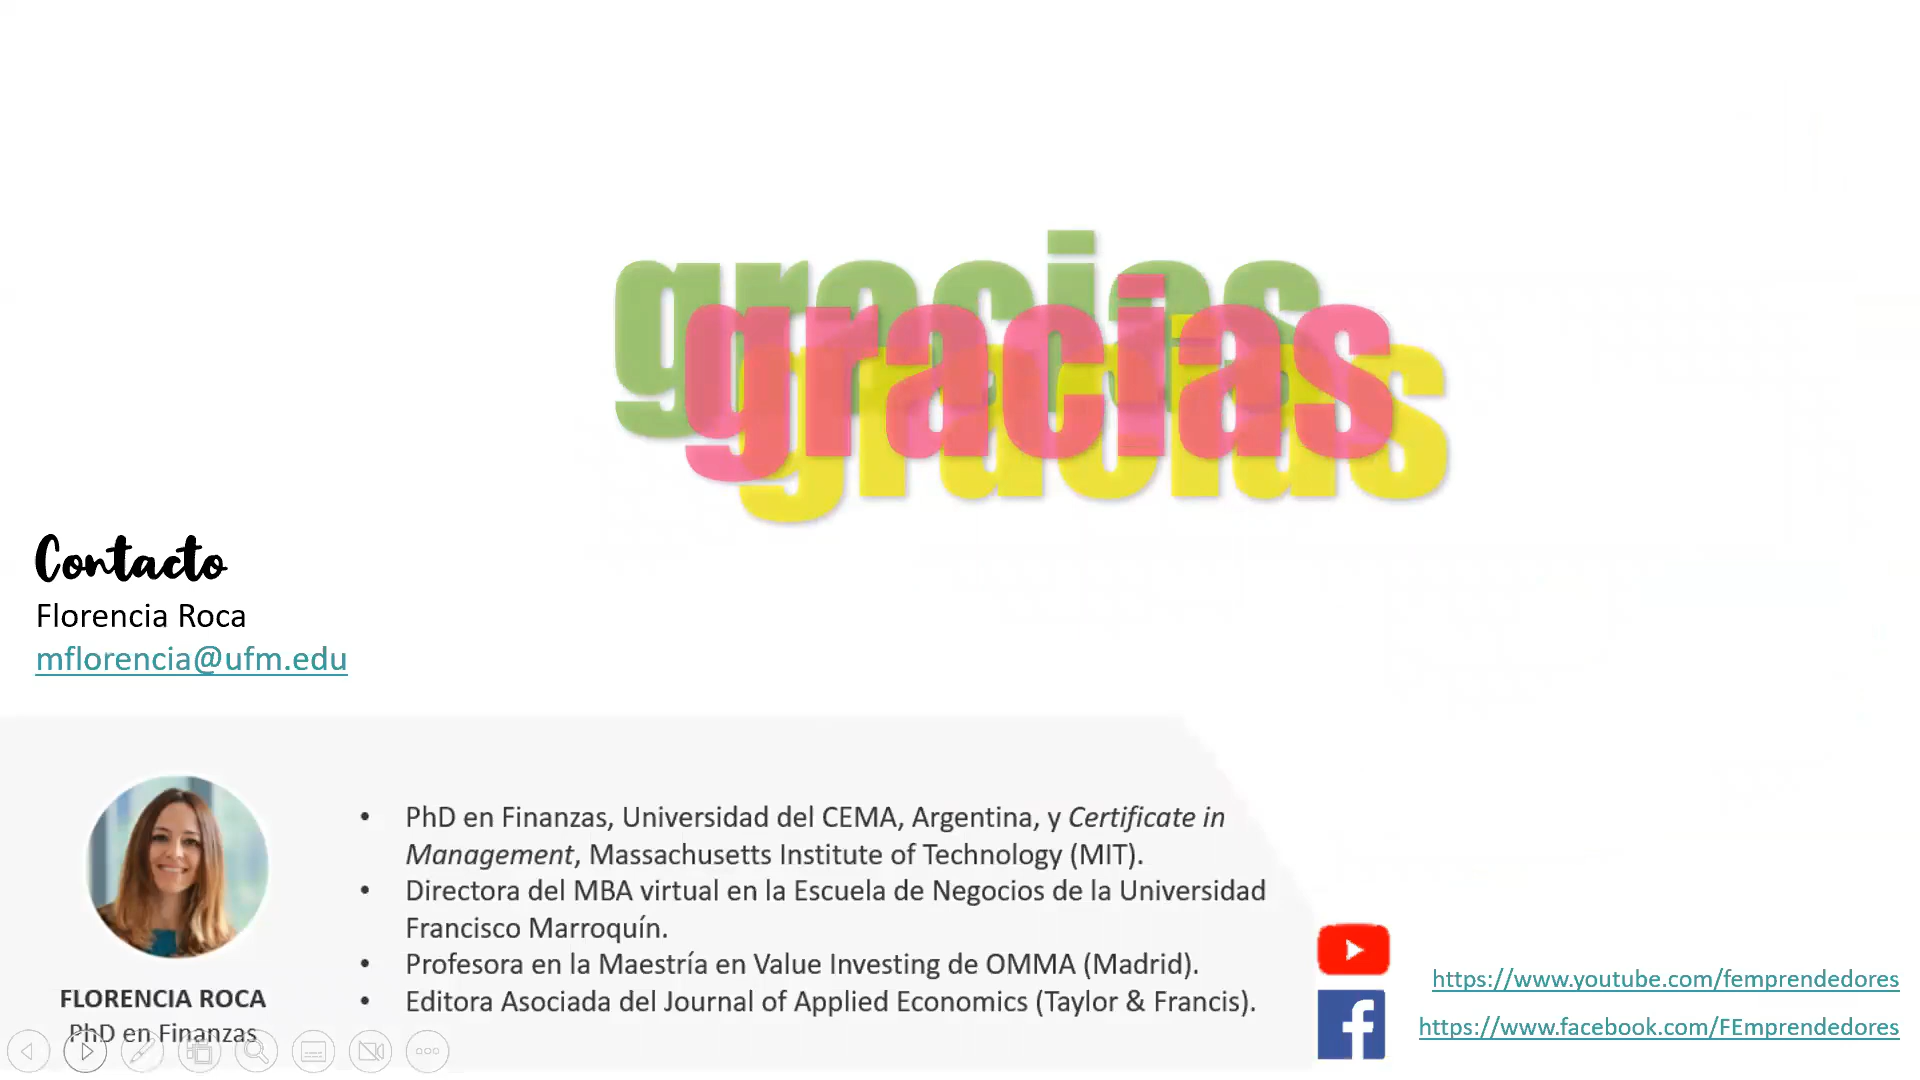 gracias
gracias
gracias
Contacto
Florencia Roca
mflorencia@ufm.edu
FLORENCIA ROCA
PhD en Finanzas
• PhD en Finanzas, Universidad del CEMA, Argentina, y Certificate in
Management, Massachusetts Institute of Technology (MIT).
• Directora del MBA virtual en la Escuela de Negocios de la Universidad
Francisco Marroquín.
• Profesora en la Maestría en Value Investing de OMMA (Madrid).
• Editora Asociada del Journal of Applied Economics (Taylor & Francis).
https://www.youtube.com/femprendedores
https://www.facebook.com/FEmprendedores